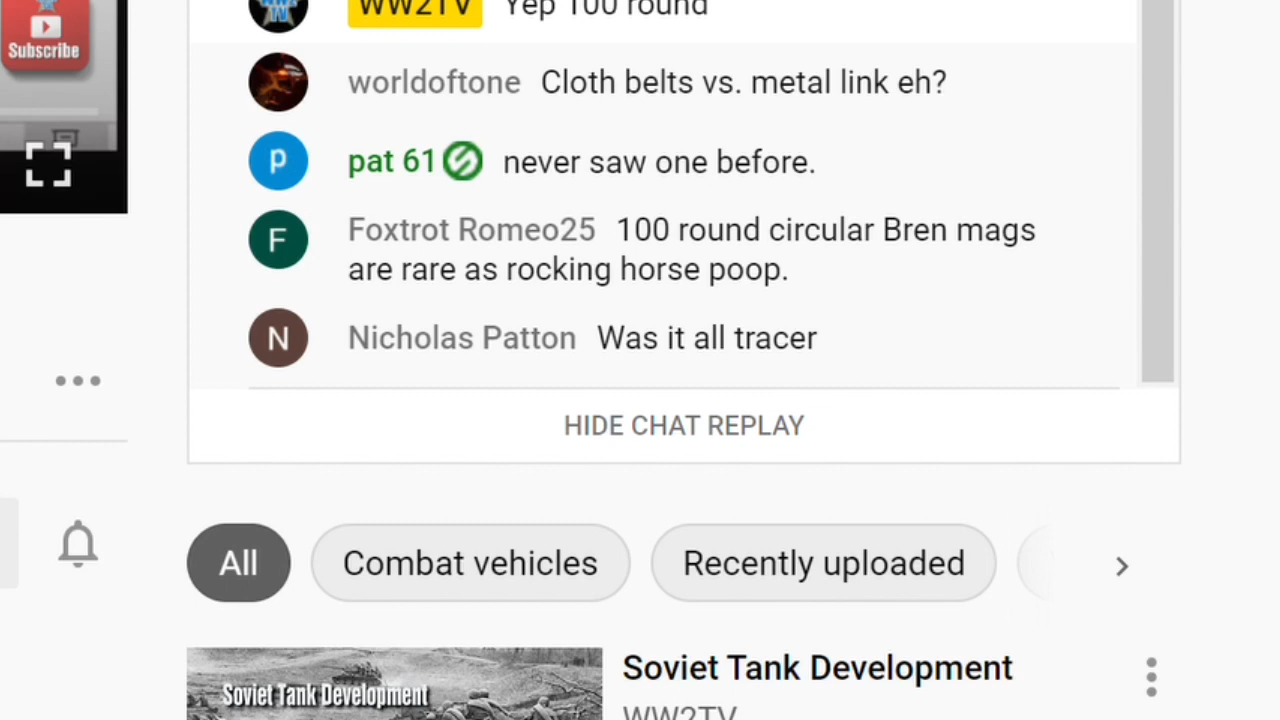 WW2TV Yep 100 round
Subscribe
worldoftone Cloth belts vs. metal link eh?
p pat 61 never saw one before.
F Foxtrot Romeo25 100 round circular Bren mags
are rare as rocking horse poop.
N Nicholas Patton Was it all tracer
HIDE CHAT REPLAY
All Combat vehicles Recently uploaded
Soviet Tank Development
Soviet Tank Development
WW2TV